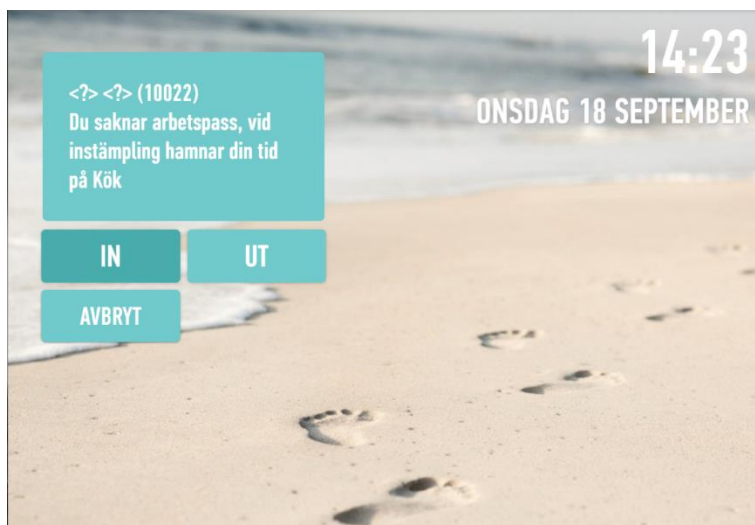 14:23
ONSDAG 18 SEPTEMBER
<?> <?> (10022)
Du saknar arbetspass, vid
instämpling hamnar din tid
på Kök
IN
UT
AVBRYT